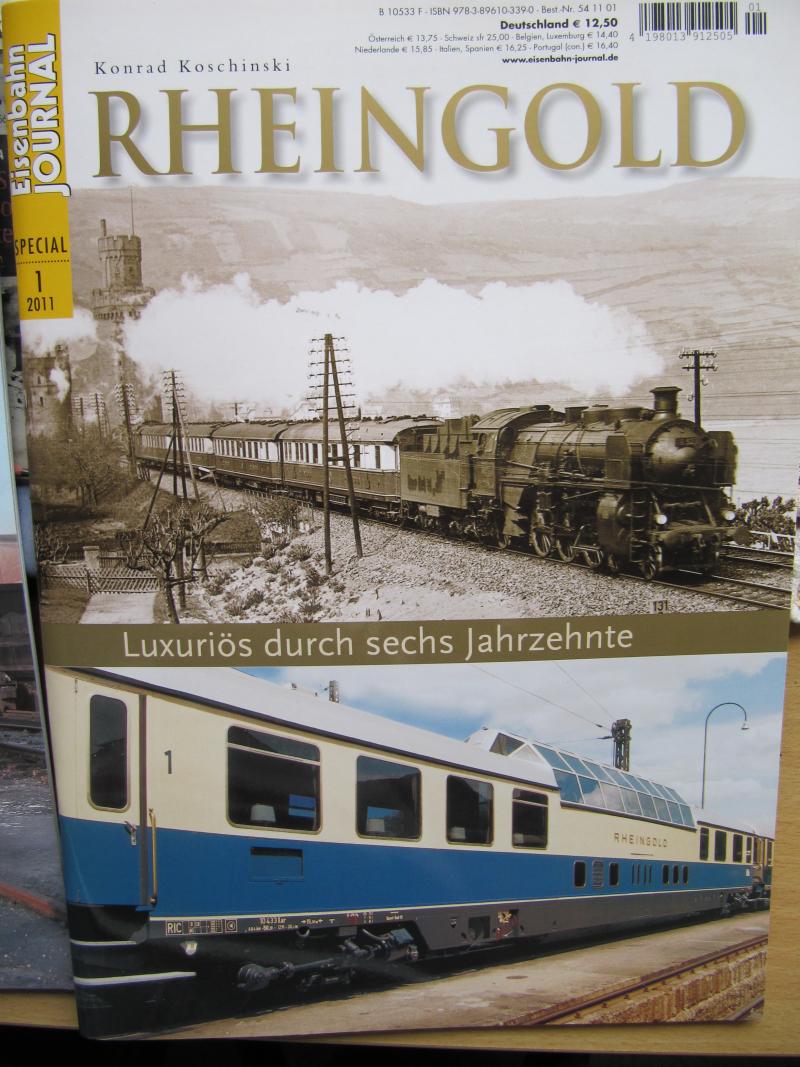 B 10533 F · ISBN 978-3-89610-339-0 · Best.-Nr. 54 11 01
Deutschland € 12,50
Österreich € 13,75 · Schweiz sfr 25,00 · Belgien, Luxemburg € 14,40
Niederlande € 15,85 · Italien, Spanien € 16,25 · Portugal (con.) € 16,40
www.eisenbahn-journal.de
01
4 198013 912505
Eisenbahn
JOURNAL
SPECIAL
1
2011
Konrad Koschinski
RHEINGOLD
131
Luxuriös durch sechs Jahrzehnte
1
RHEINGOLD
RIC